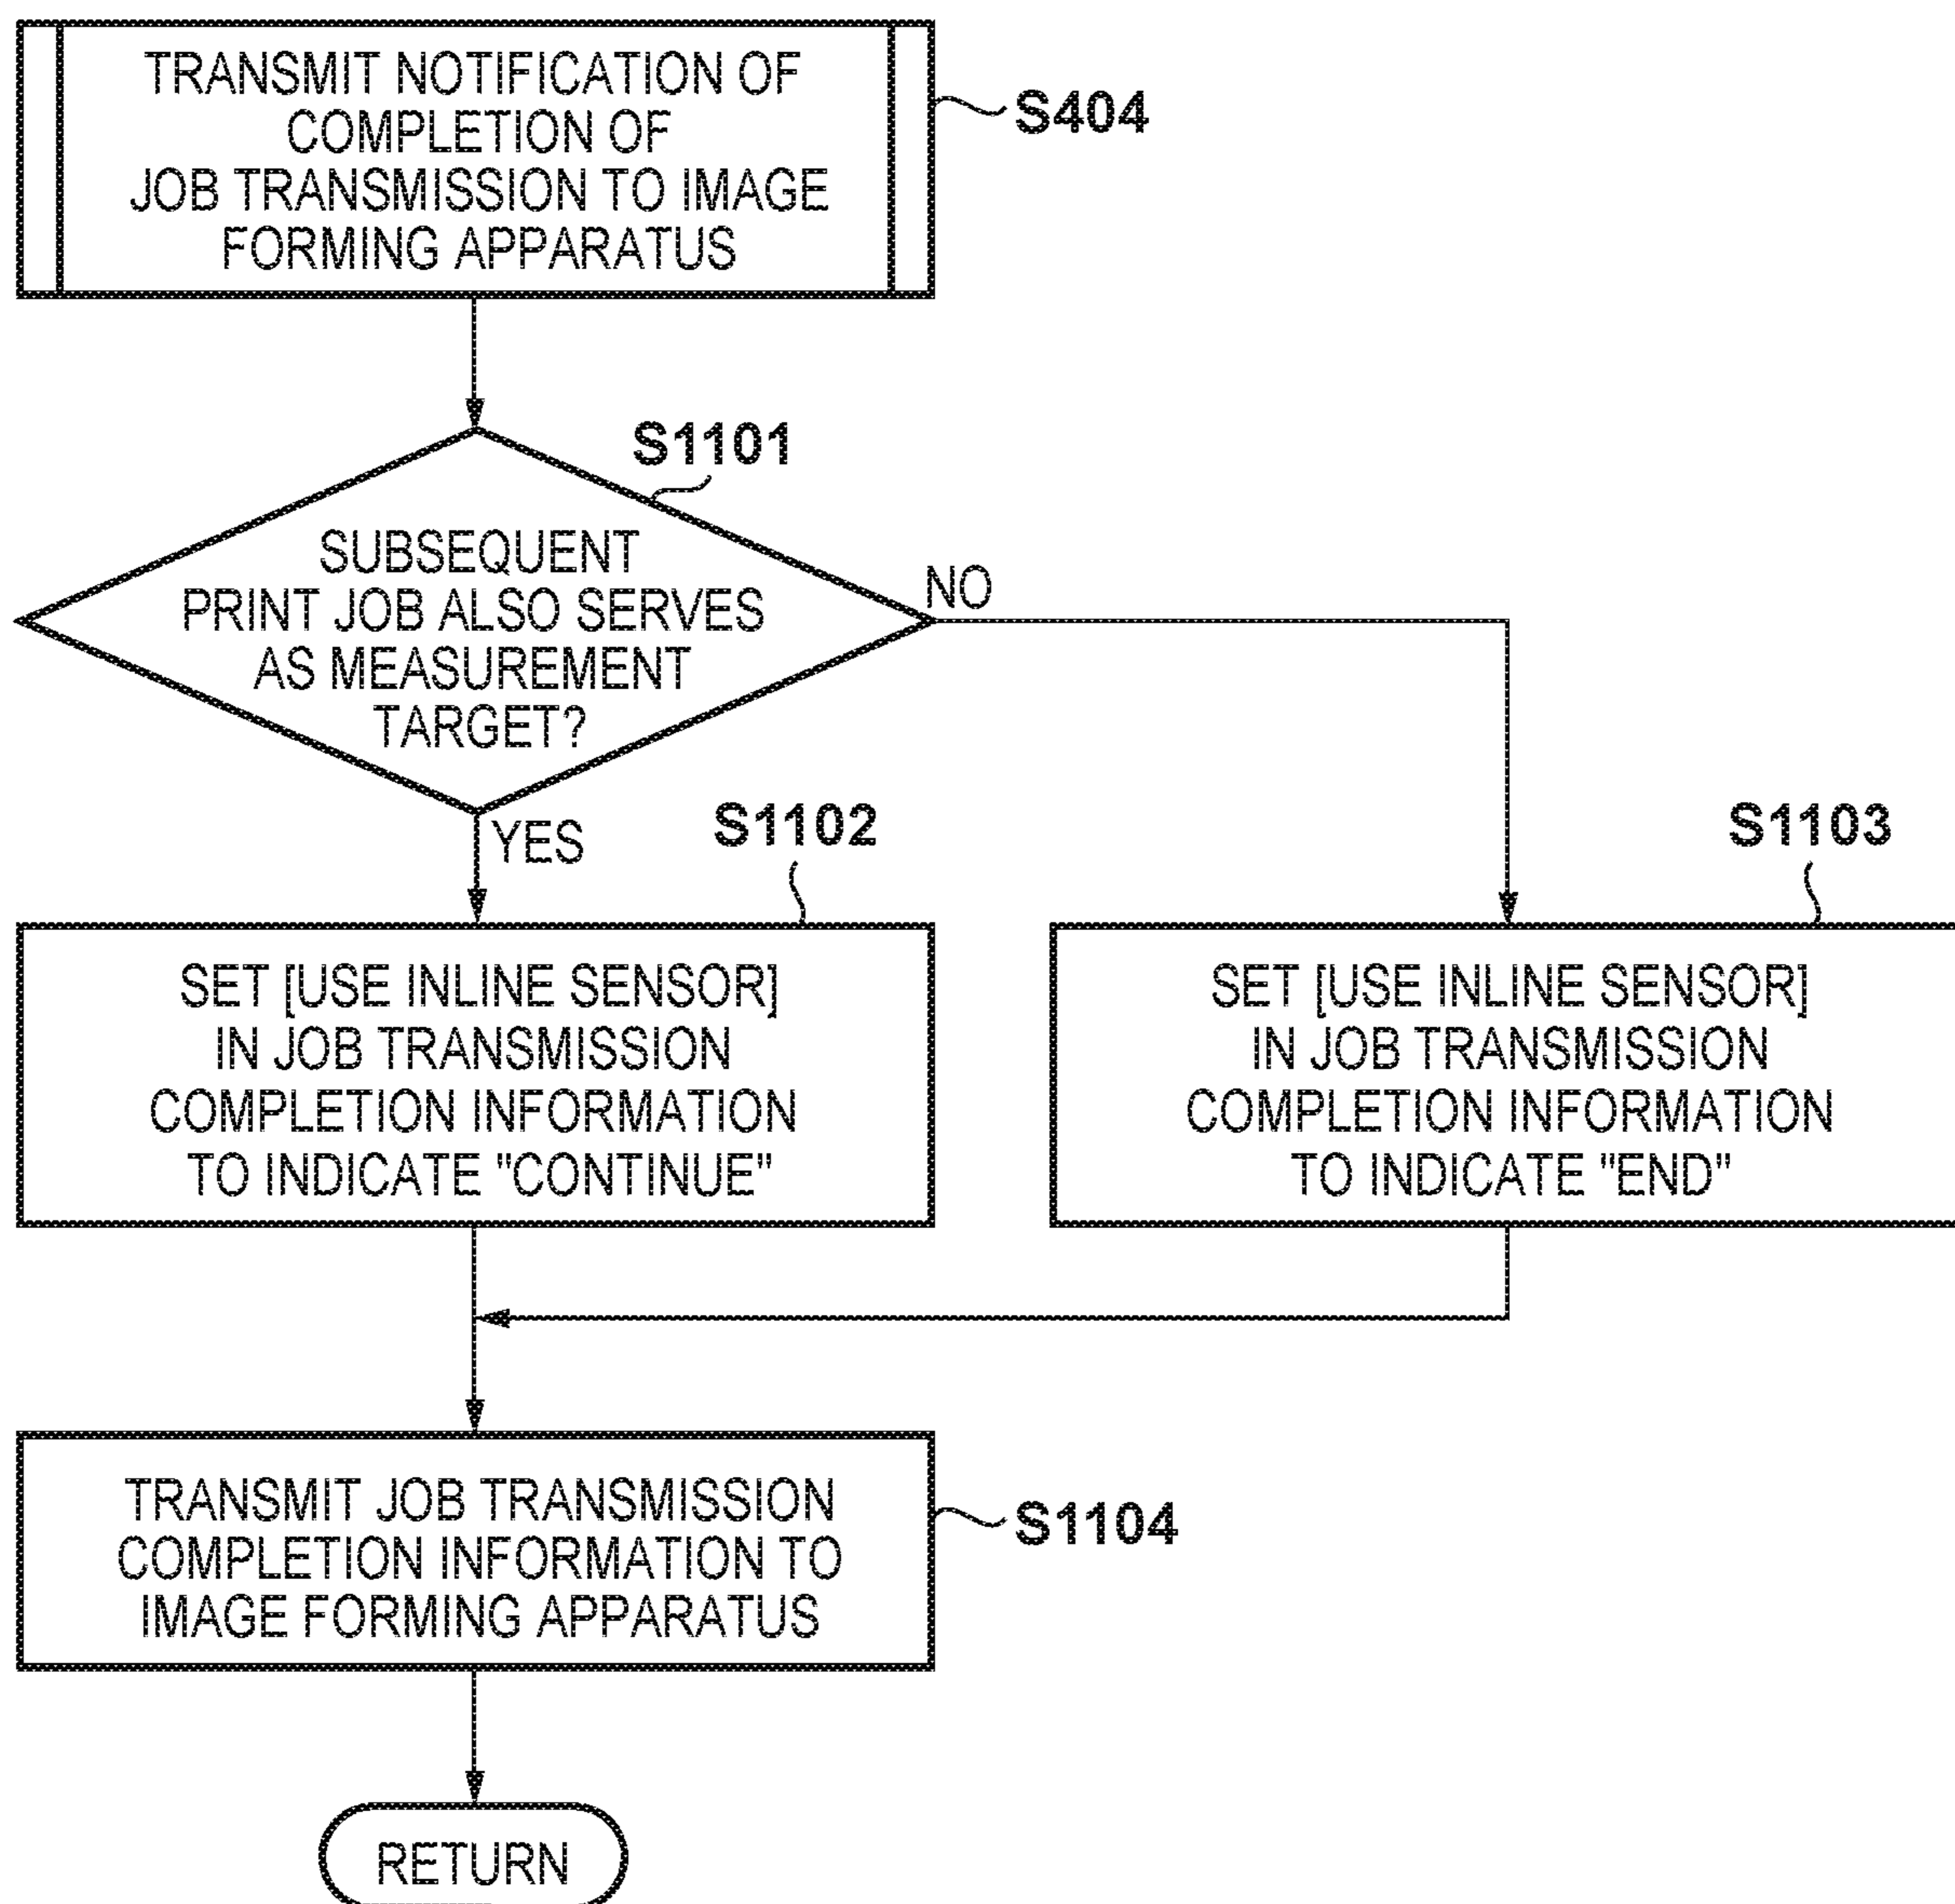 TRANSMIT NOTIFICATION OF
COMPLETION OF
JOB TRANSMISSION TO IMAGE
FORMING APPARATUS
S404
S1101
SUBSEQUENT
PRINT JOB ALSO SERVES
AS MEASUREMENT
TARGET?
NO
YES
S1102
SET [USE INLINE SENSOR]
IN JOB TRANSMISSION
COMPLETION INFORMATION
TO INDICATE "CONTINUE"
S1103
SET [USE INLINE SENSOR]
IN JOB TRANSMISSION
COMPLETION INFORMATION
TO INDICATE "END"
TRANSMIT JOB TRANSMISSION
COMPLETION INFORMATION TO
IMAGE FORMING APPARATUS
S1104
RETURN